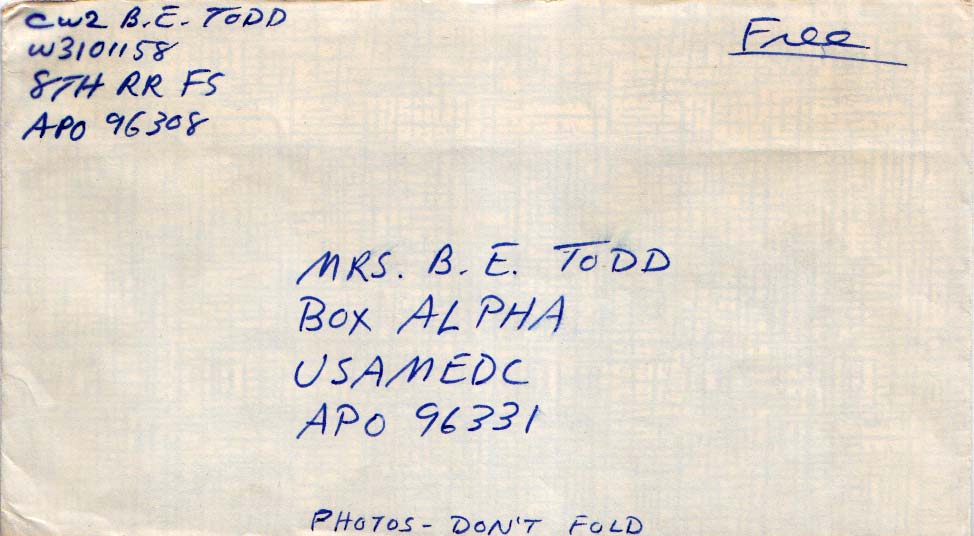 CW2 B.E. TODD
W3101158
8TH RR FS
APO 96308
Free
MRS. B. E. TODD
BOX ALPHA
USAMEDC
APO 96331
PHOTOS - DON'T FOLD